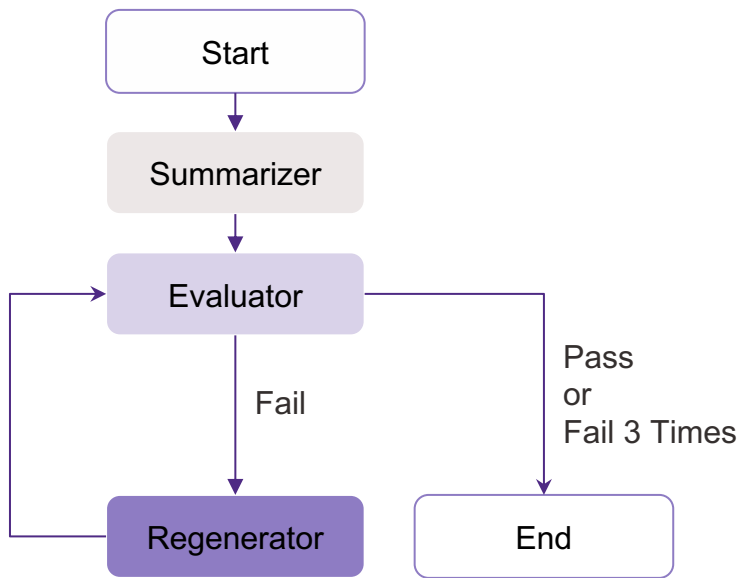 Start
Summarizer
Evaluator
Fail
Pass
or
Fail 3 Times
Regenerator
End